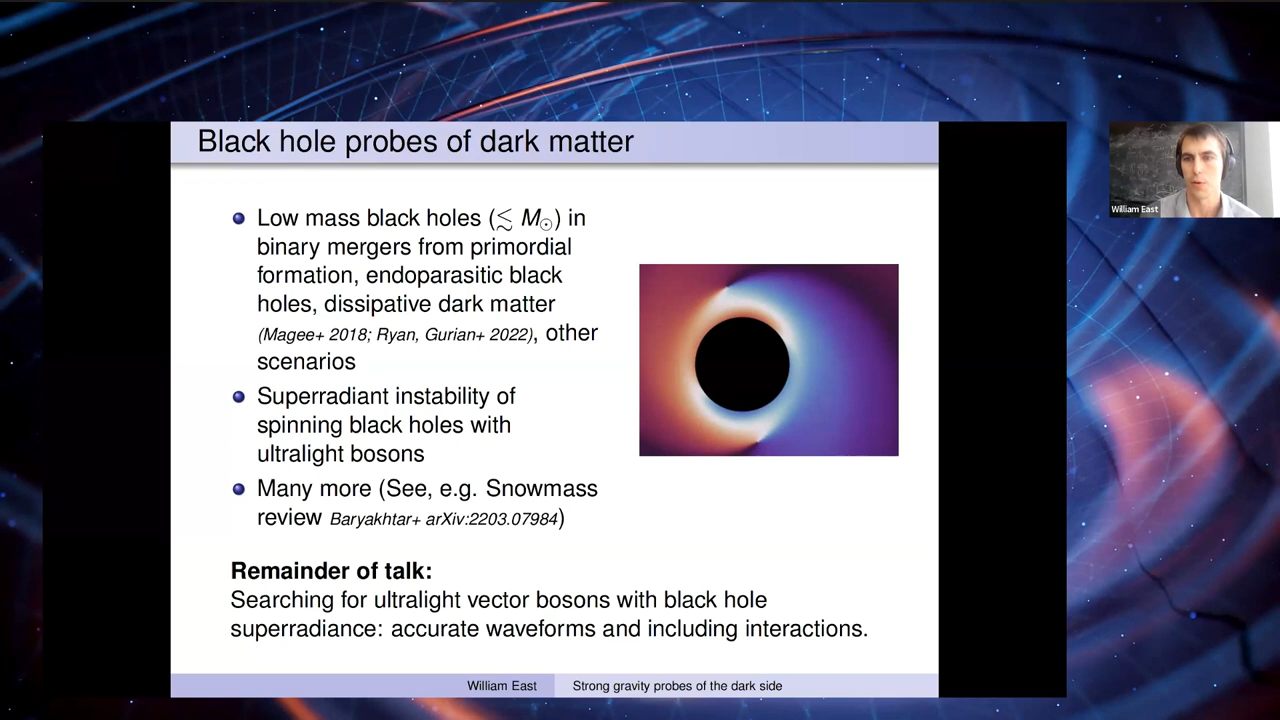 Black hole probes of dark matter
Low mass black holes (≲ M☉) in
binary mergers from primordial
formation, endoparasitic black
holes, dissipative dark matter
(Magee+ 2018; Ryan, Gurian+ 2022), other
scenarios
Superradiant instability of
spinning black holes with
ultralight bosons
Many more (See, e.g. Snowmass
review Baryakhtar+ arXiv:2203.07984)
Remainder of talk:
Searching for ultralight vector bosons with black hole
superradiance: accurate waveforms and including interactions.
William East
Strong gravity probes of the dark side
William East